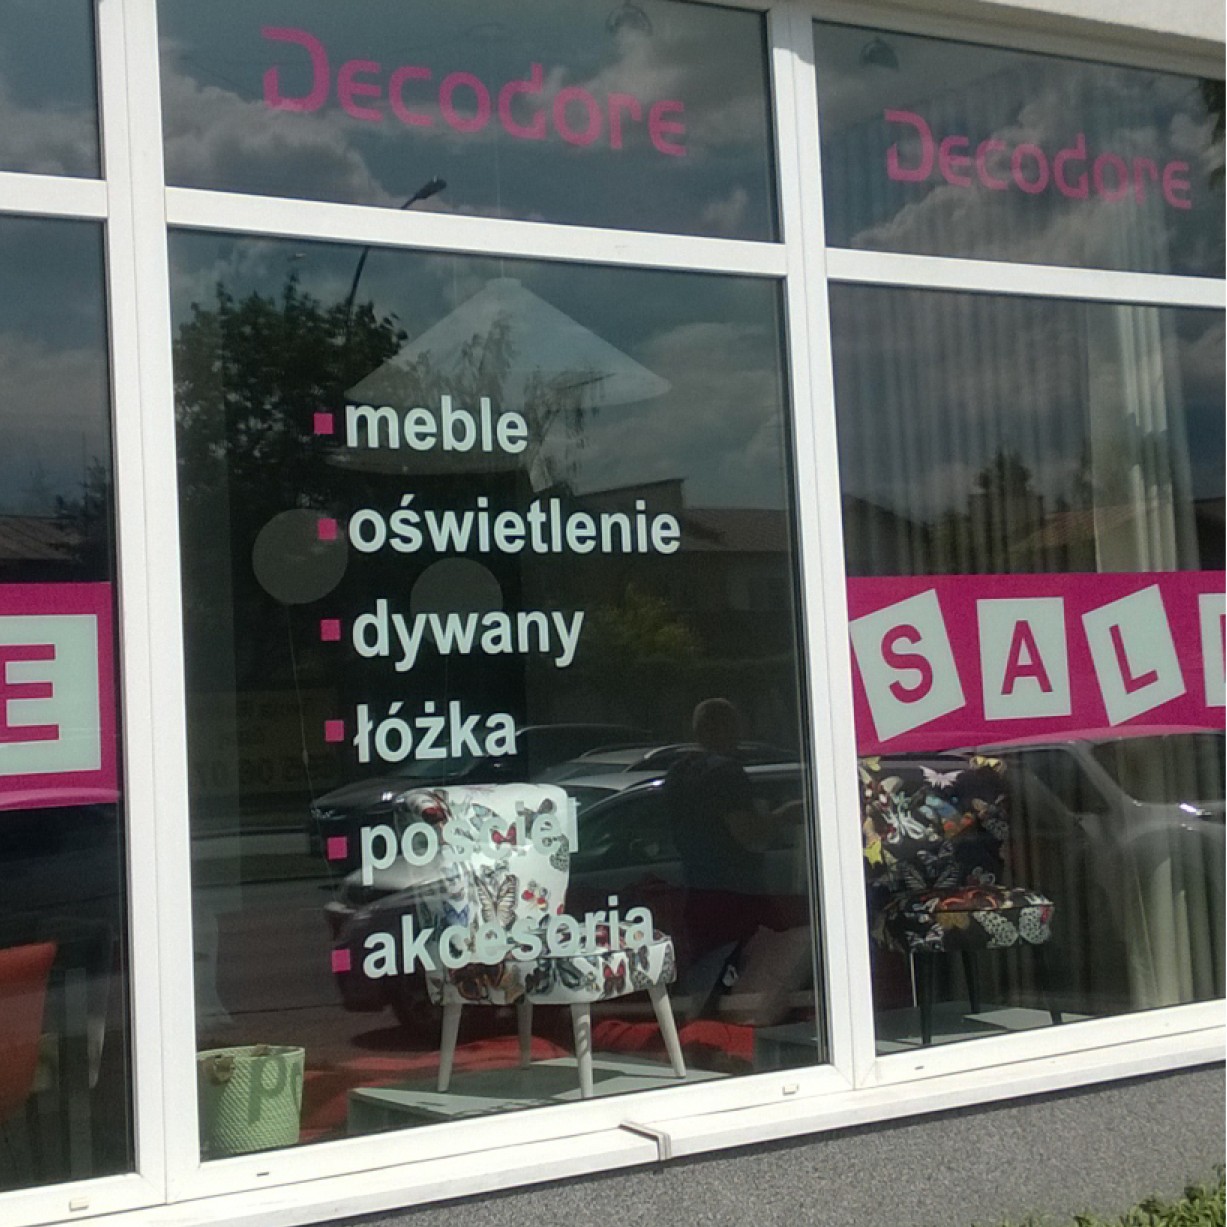 Decodore
Decodore
meble
oświetlenie
dywany
łóżka
pościel
akcesoria
E
SAL